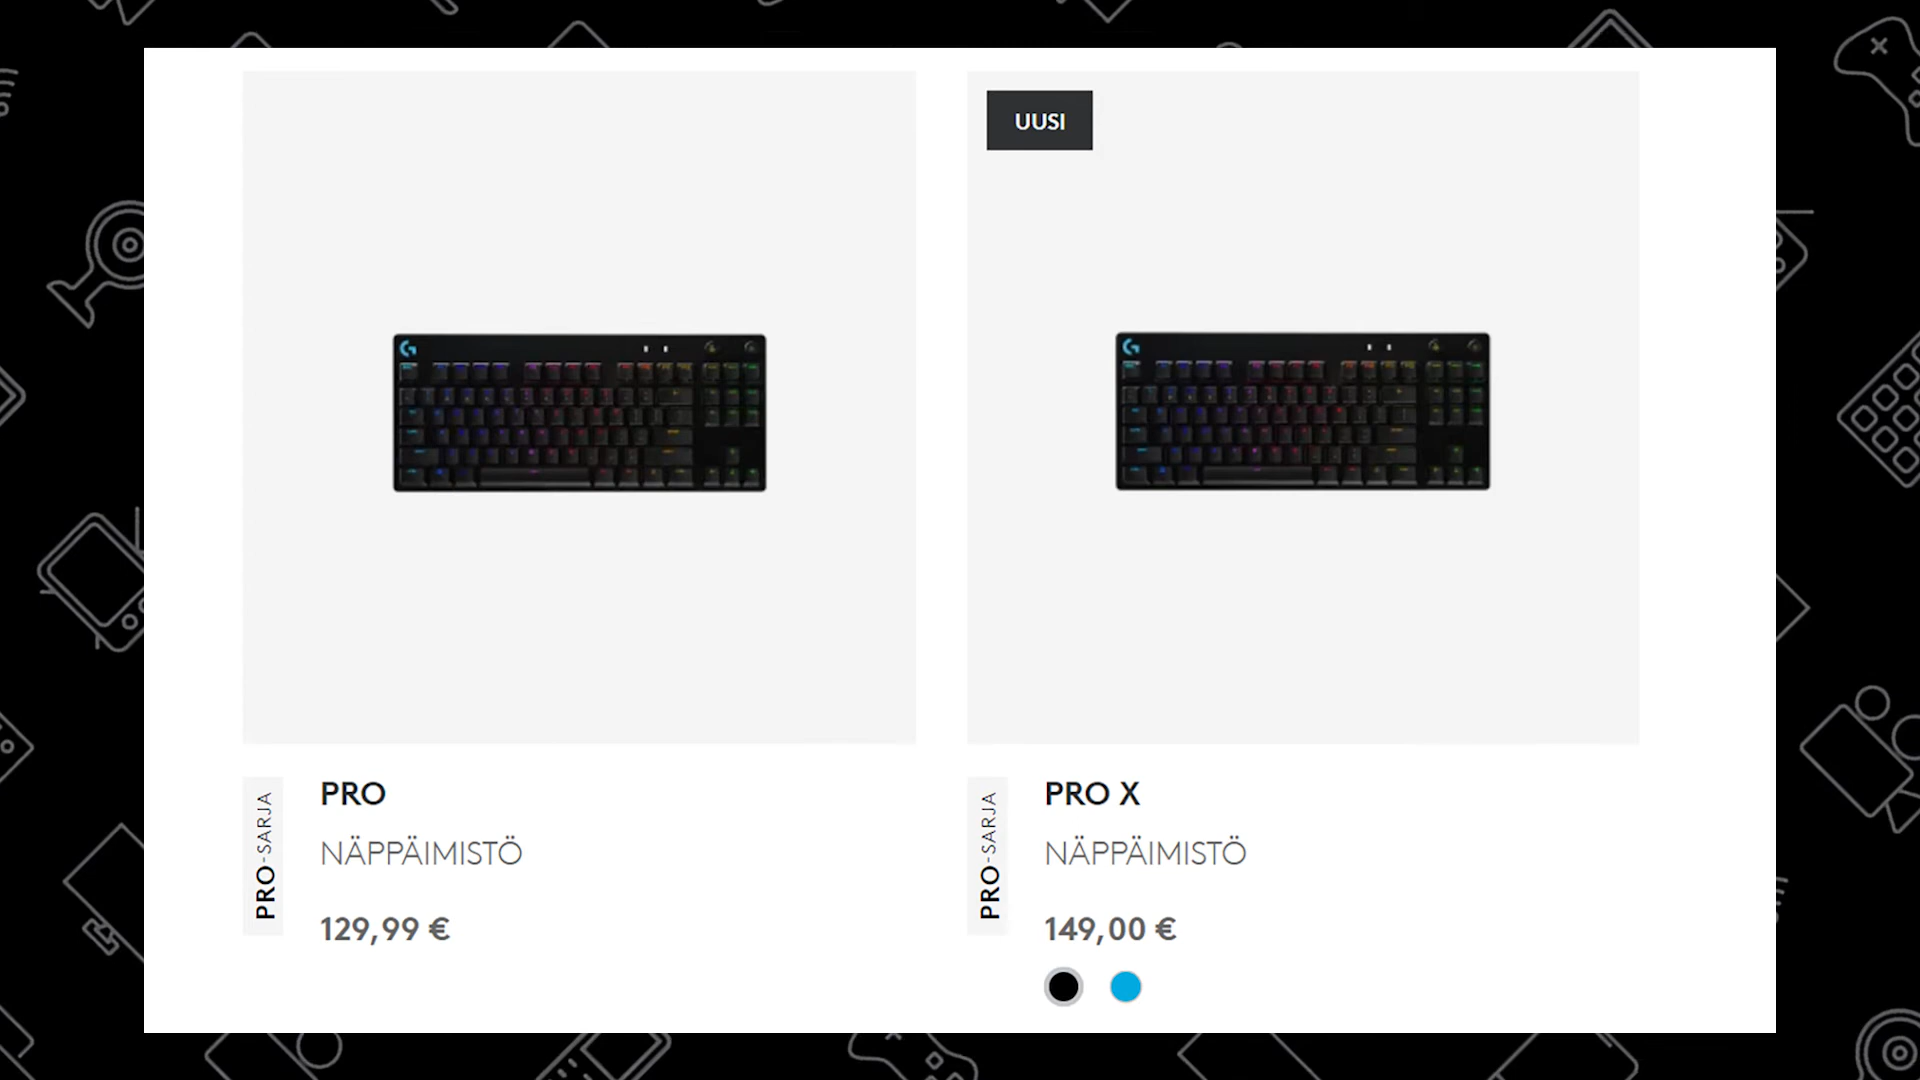 UUSI
PRO-SARJA
PRO
NÄPPÄIMISTÖ
129,99 €
PRO-SARJA
PRO X
NÄPPÄIMISTÖ
149,00 €